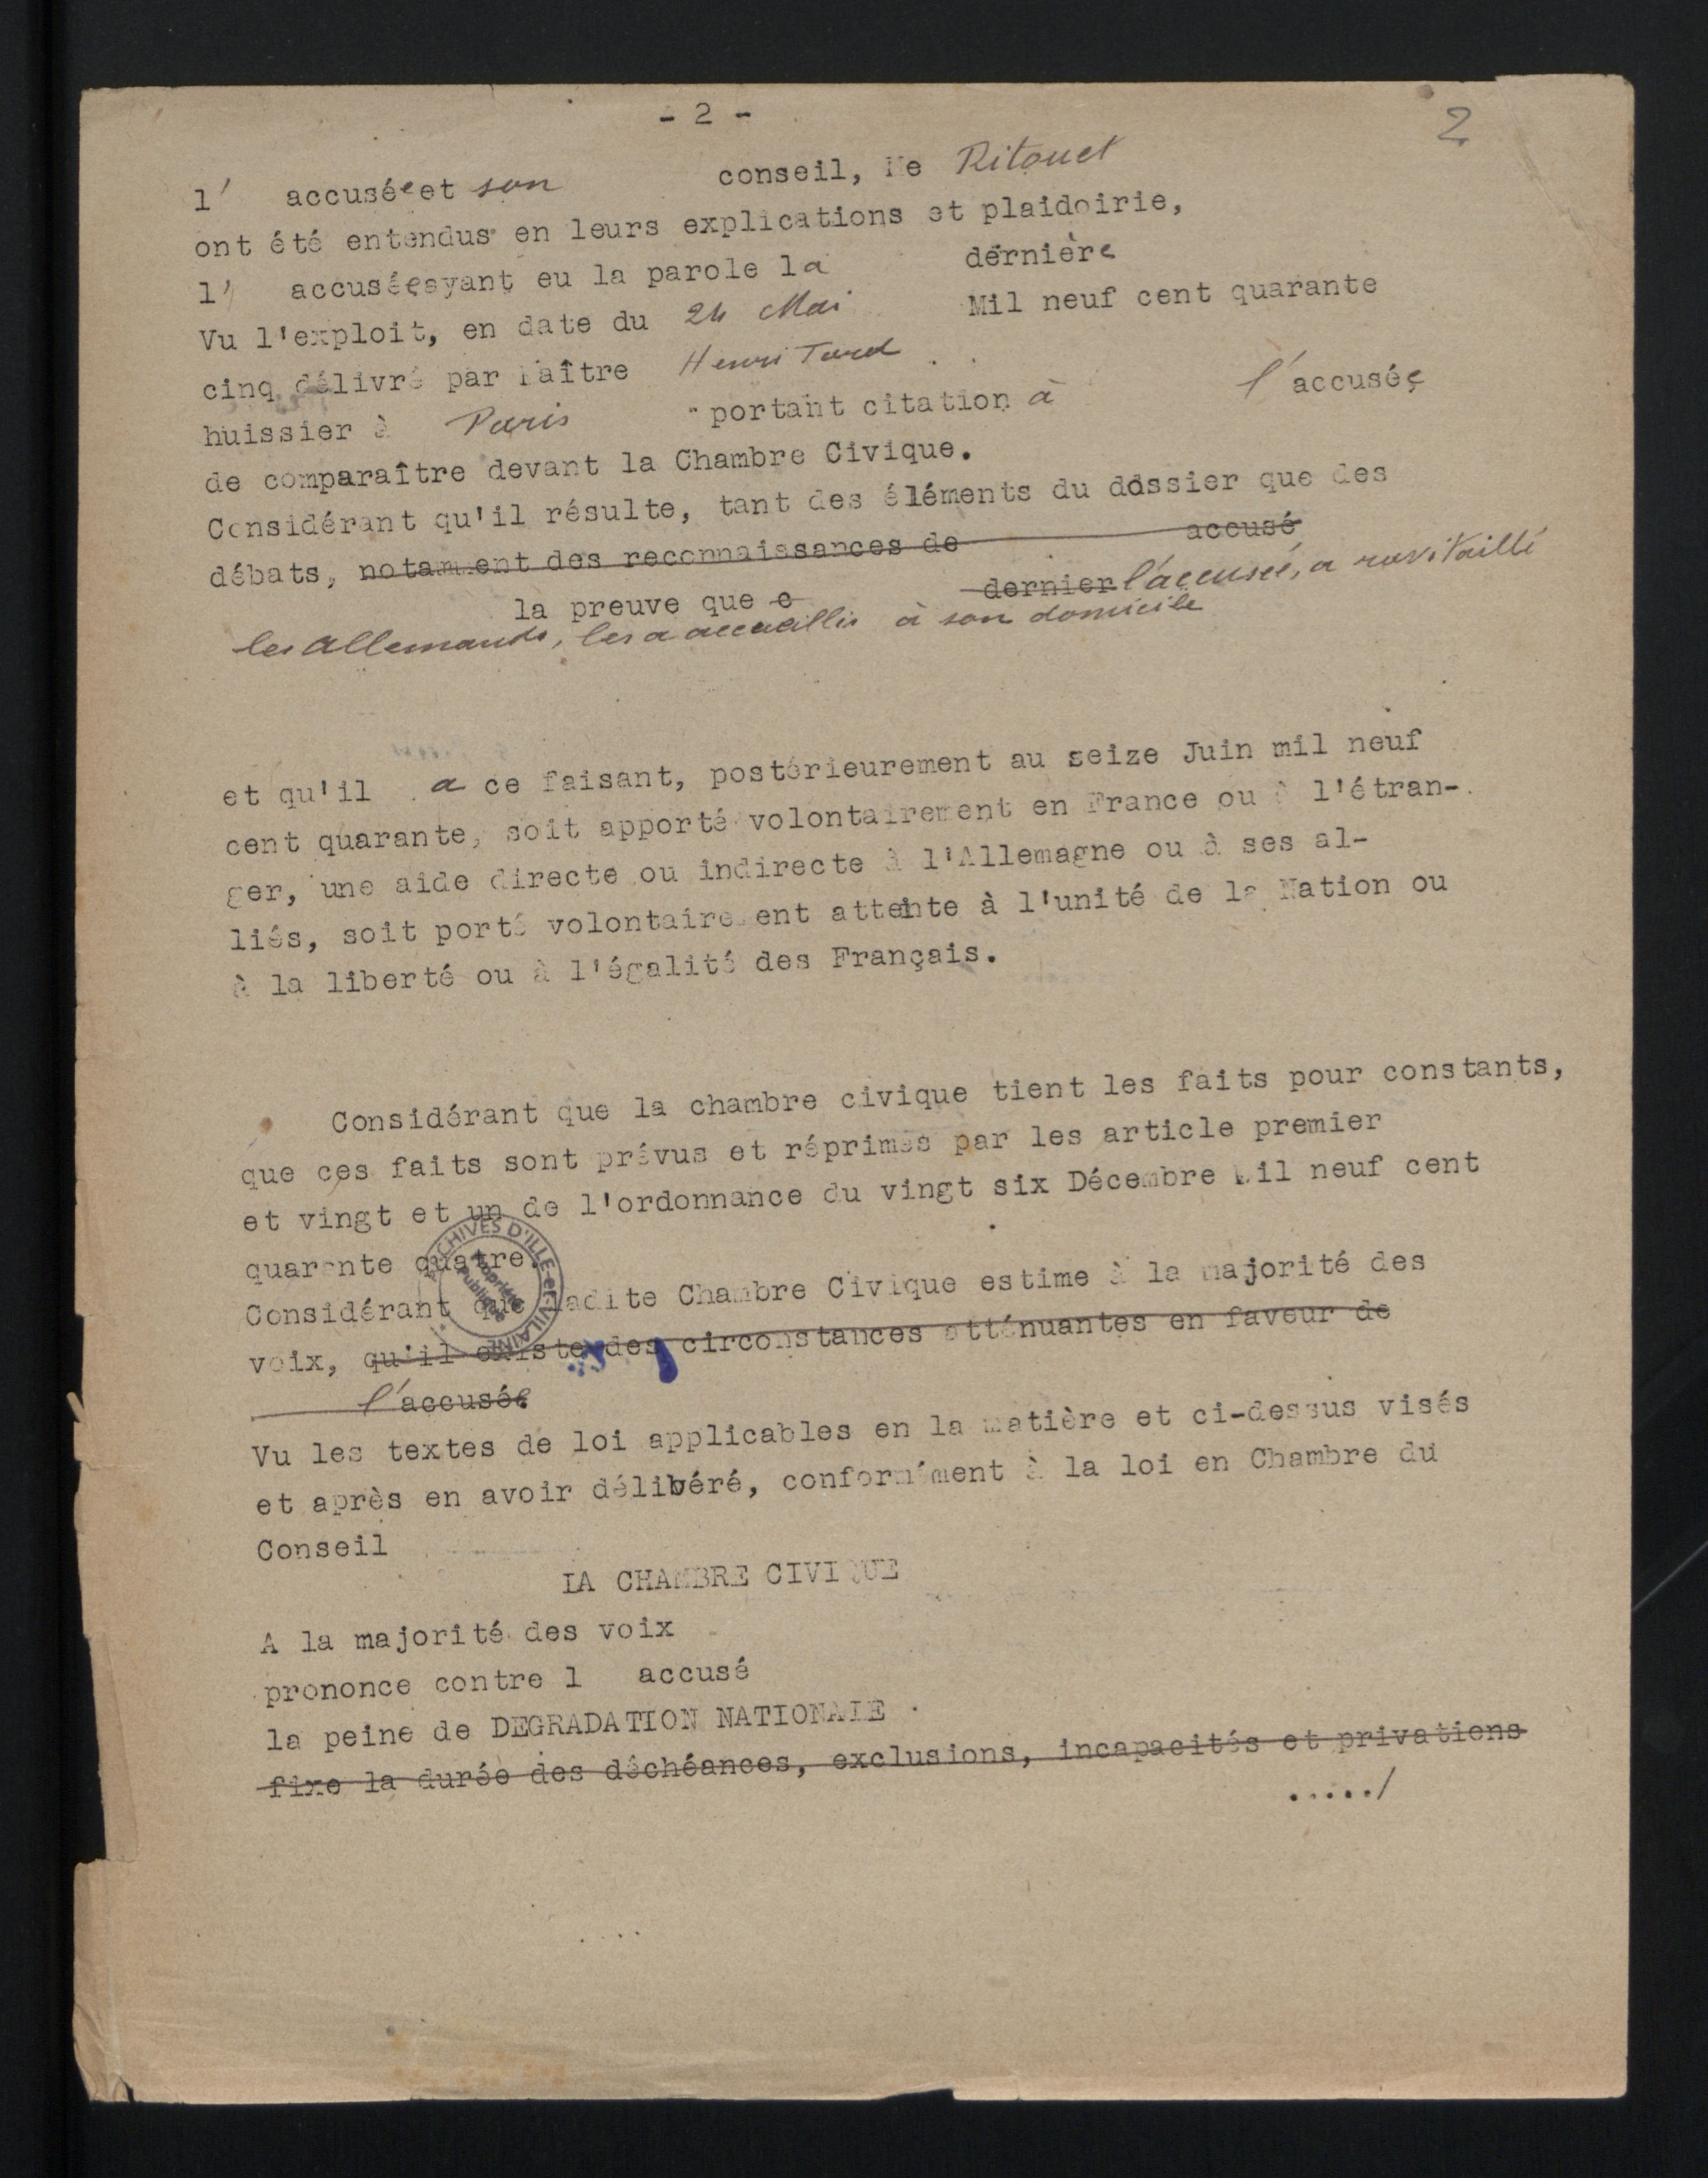 - 2 -
2
l' accusée et son conseil, Me Ritouet
ont été entendus en leurs explications et plaidoirie,
l' accusée ayant eu la parole la dernière
Vu l'exploit, en date du 24 Mai Mil neuf cent quarante
cinq délivré par Maître Henri Tard
huissier à Paris portant citation à l'accusée
de comparaître devant la Chambre Civique.
Considérant qu'il résulte, tant des éléments du dossier que des
débats, notamment des reconnaissances de accusé
la preuve que c dernier l'accusée, a ravitaillé
les allemands, les a accueillis à son domicile
et qu'il a ce faisant, postérieurement au seize Juin mil neuf
cent quarante, soit apporté volontairement en France ou à l'étran-
ger, une aide directe ou indirecte à l'Allemagne ou à ses al-
liés, soit porté volontairement atteinte à l'unité de la Nation ou
à la liberté ou à l'égalité des Français.
Considérant que la chambre civique tient les faits pour constants,
que ces faits sont prévus et réprimés par les article premier
et vingt et un de l'ordonnance du vingt six Décembre Mil neuf cent
quarante quatre.
Considérant que ladite Chambre Civique estime à la majorité des
voix, qu'il existe des circonstances atténuantes en faveur de
l'accusée
ARCHIVES D'ILLE-et-VILAINE
Propriété
Publique
Vu les textes de loi applicables en la matière et ci-dessus visés
et après en avoir délibéré, conformément à la loi en Chambre du
Conseil
LA CHAMBRE CIVIQUE
A la majorité des voix
prononce contre l accusé
la peine de DEGRADATION NATIONALE
fixe la durée des déchéances, exclusions, incapacités et privations
...../